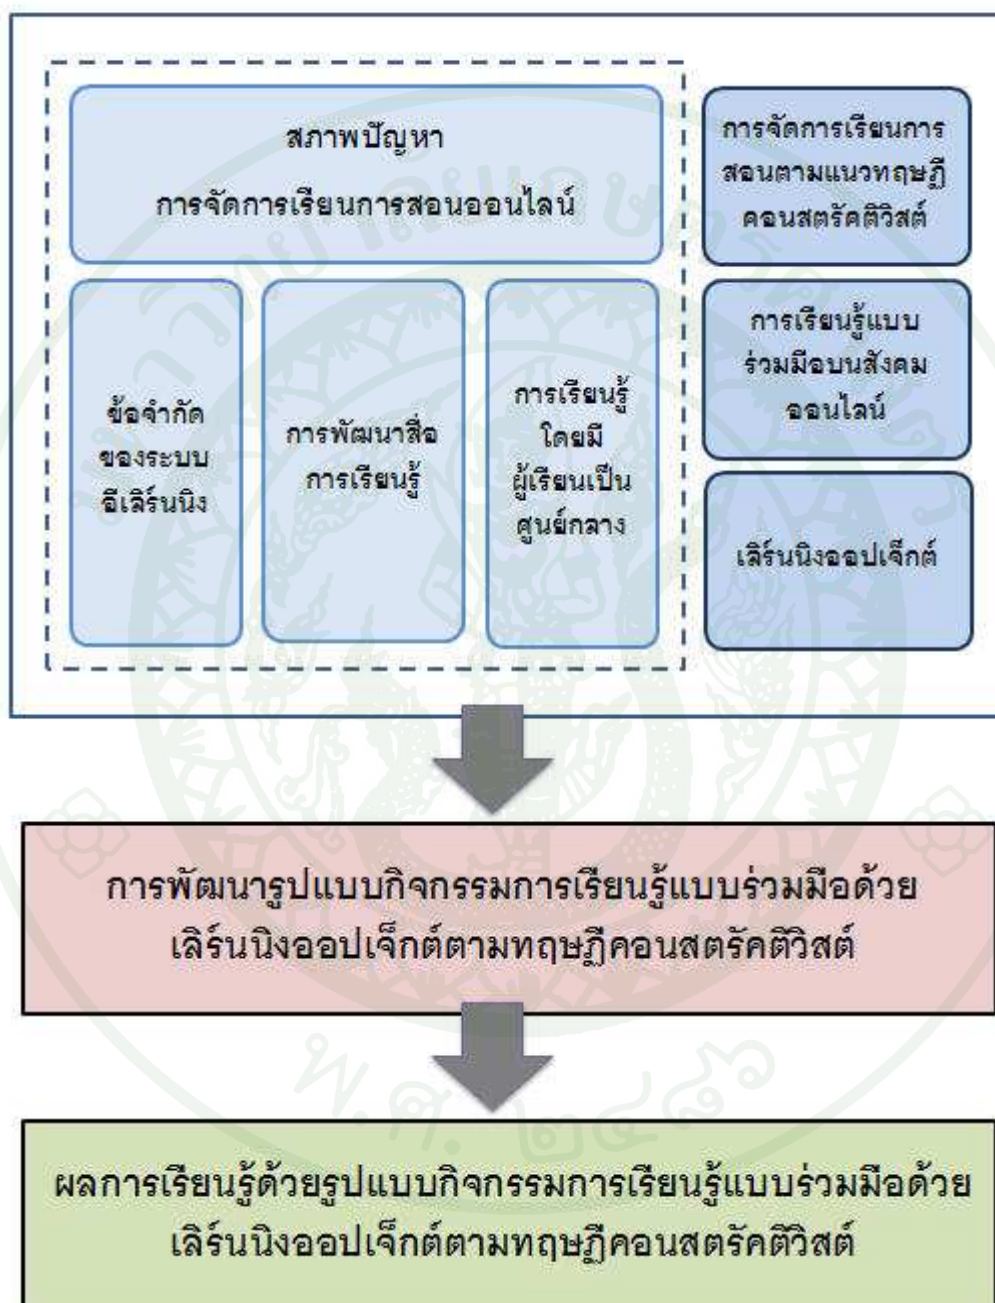 สภาพปัญหา
การจัดการเรียนการสอนออนไลน์
ข้อจำกัด
ของระบบ
อีเลิร์นนิง
การพัฒนาสื่อ
การเรียนรู้
การเรียนรู้
โดยมี
ผู้เรียนเป็น
ศูนย์กลาง
การจัดการเรียนการ
สอนตามแนวทฤษฎี
คอนสตรัคติวิสต์
การเรียนรู้แบบ
ร่วมมือบนสังคม
ออนไลน์
เลิร์นนิงออปเจ็กต์
การพัฒนารูปแบบกิจกรรมการเรียนรู้แบบร่วมมือด้วย
เลิร์นนิงออปเจ็กต์ตามทฤษฎีคอนสตรัคติวิสต์
พ.ศ. ๒๔๘๖
ผลการเรียนรู้ด้วยรูปแบบกิจกรรมการเรียนรู้แบบร่วมมือด้วย
เลิร์นนิงออปเจ็กต์ตามทฤษฎีคอนสตรัคติวิสต์